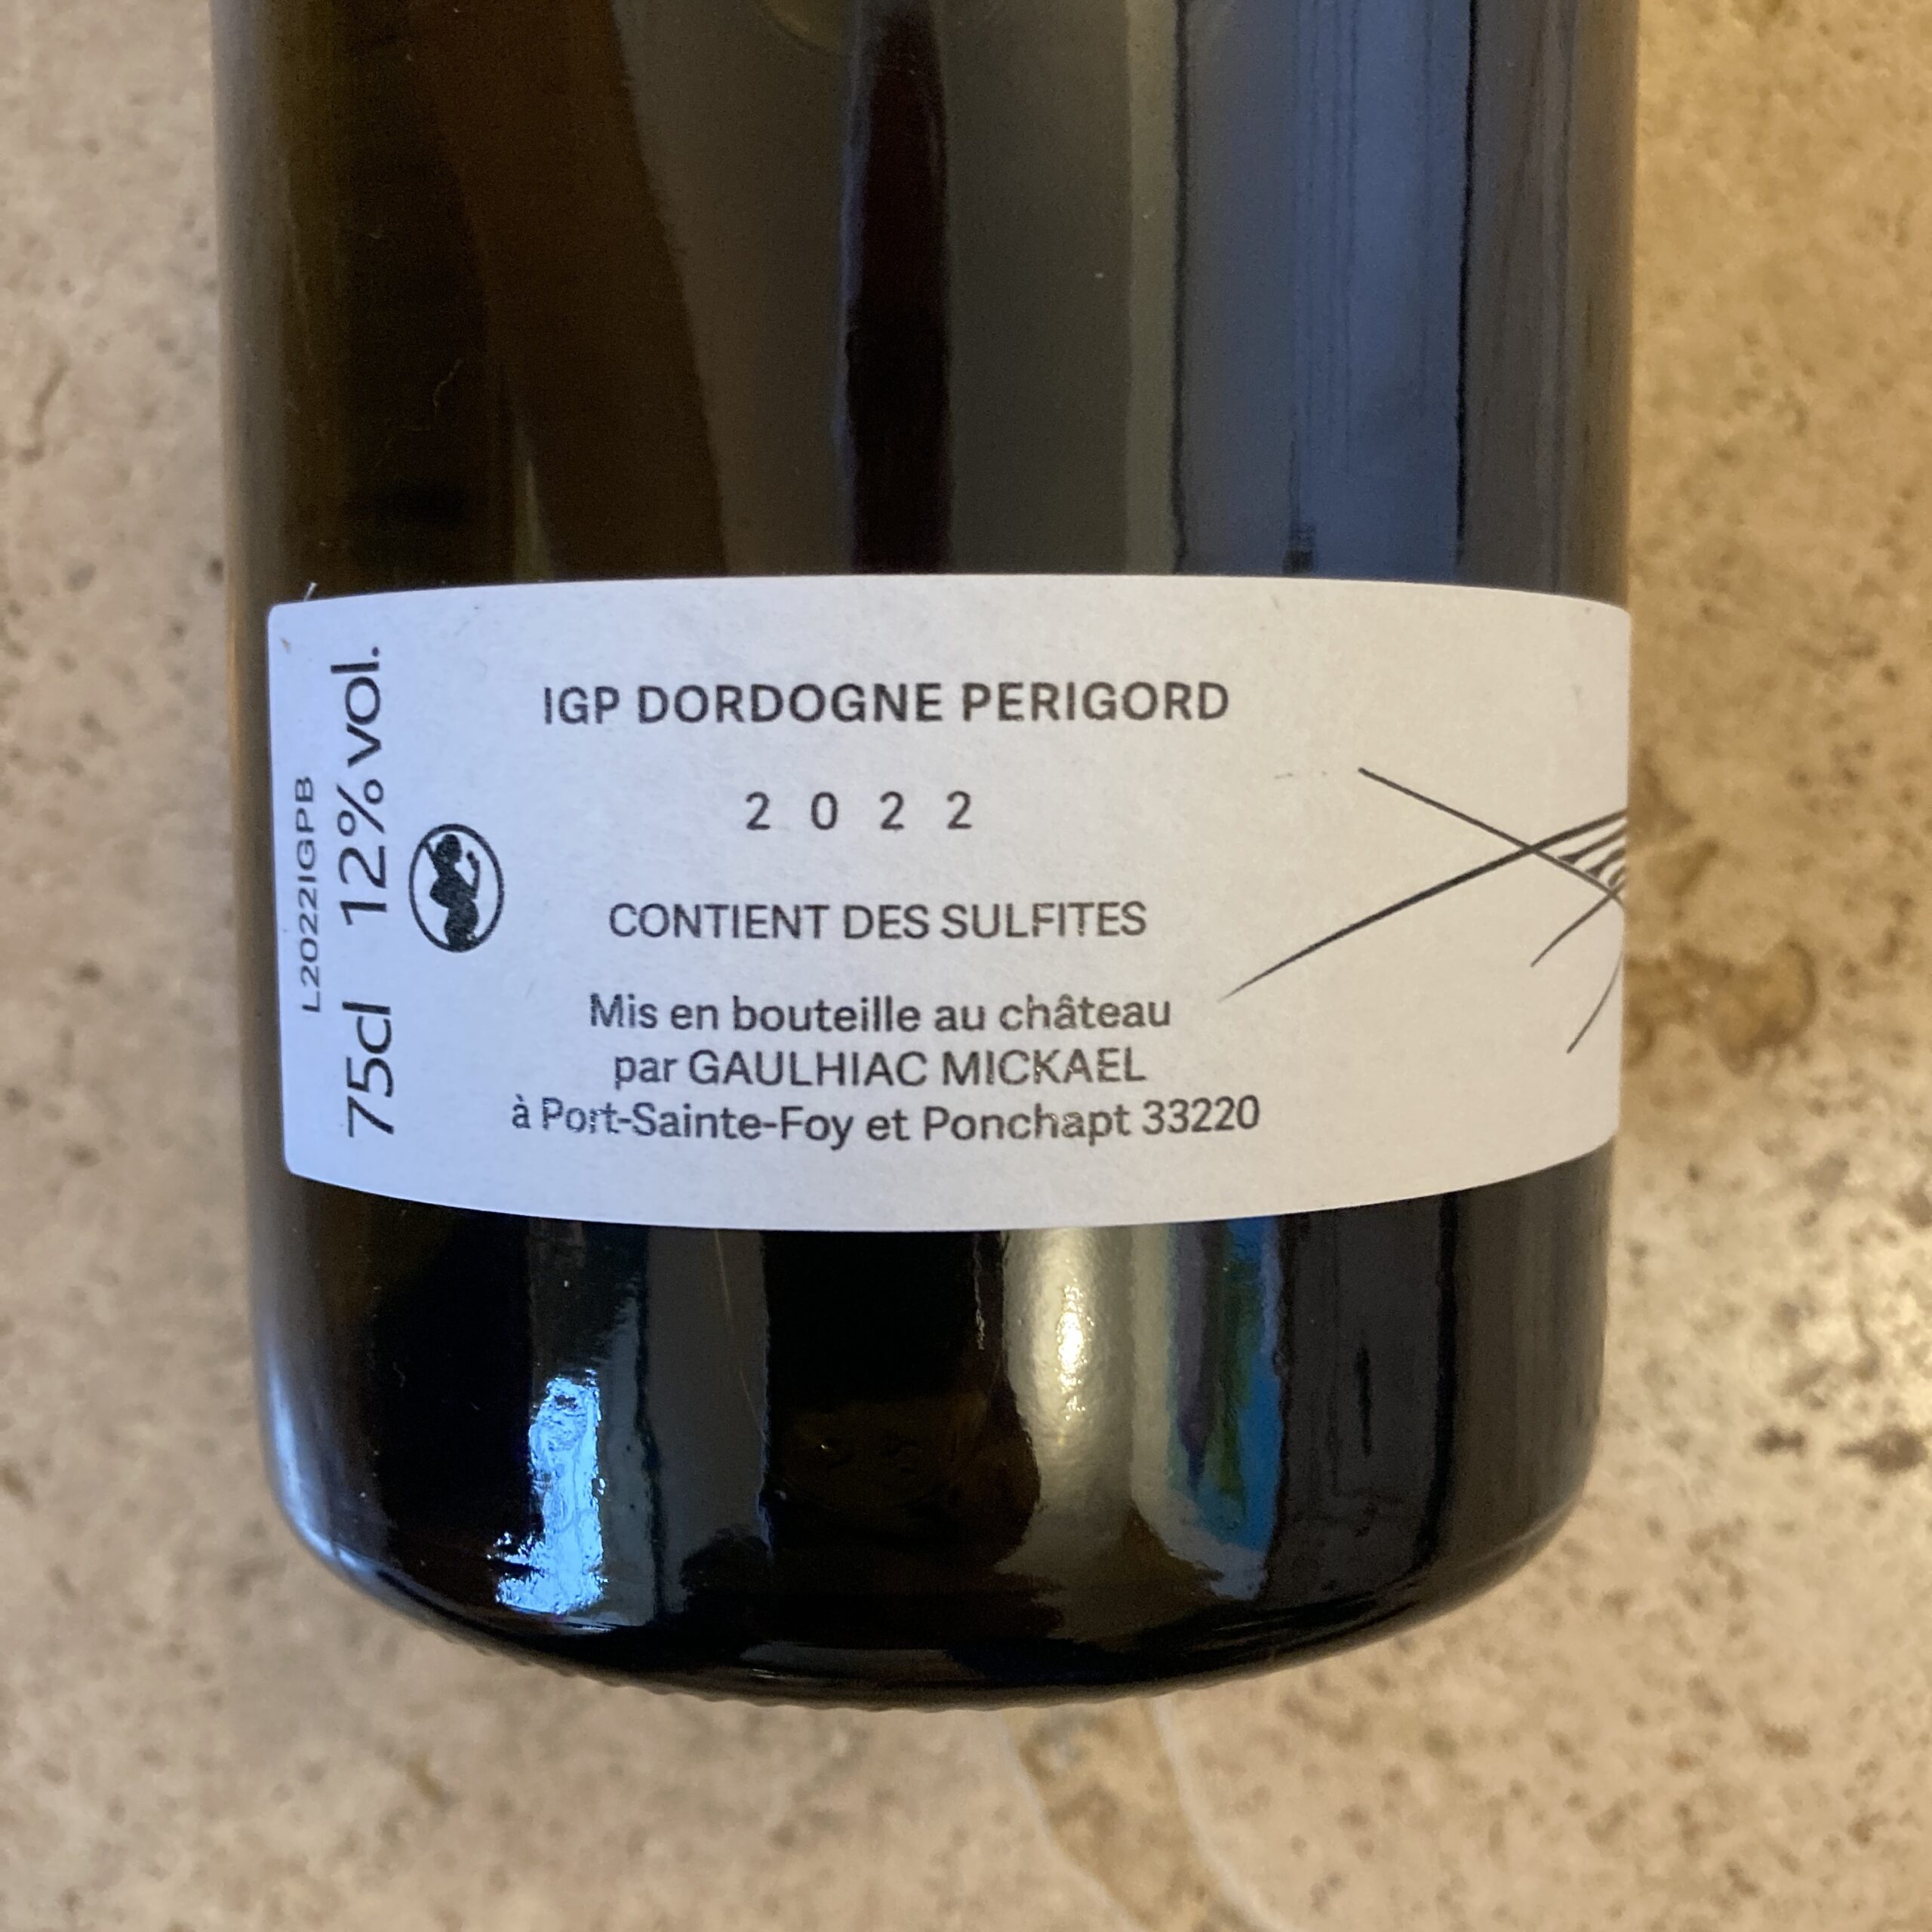 IGP DORDOGNE PERIGORD
2 0 2 2
CONTIENT DES SULFITES
Mis en bouteille au château
par GAULHIAC MICKAEL
à Port-Sainte-Foy et Ponchapt 33220
L2022IGPB
75cl 12%vol.